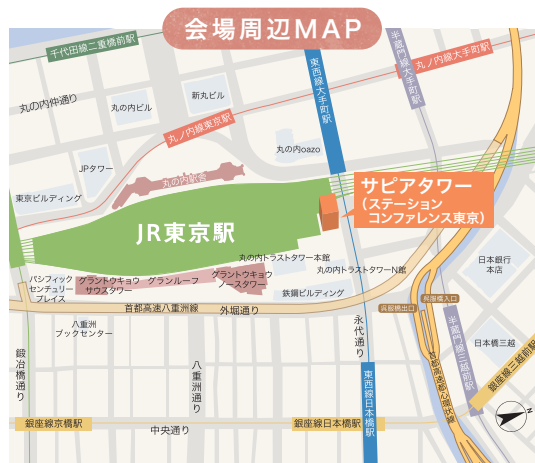 会場周辺MAP
千代田線二重橋前駅
丸の内仲通り
丸の内ビル
新丸ビル
東西線大手町駅
半蔵門線大手町駅
丸ノ内線大手町駅
丸ノ内線東京駅
丸の内oazo
JPタワー
丸の内駅舎
東京ビルディング
サピアタワー
(ステーション
コンファレンス東京)
JR東京駅
丸の内トラストタワー本館
丸の内トラストタワーN館
日本銀行
本店
パシフィック
センチュリー
プレイス
グラントウキョウ
サウスタワー
グランルーフ
グラントウキョウ
ノースタワー
鉄鋼ビルディング
呉服橋入口
呉服橋出口
首都高速八重洲線
外堀通り
八重洲
ブックセンター
永代通り
半蔵門線三越前駅
日本橋三越
鍛冶橋通り
八重洲通り
東西線日本橋駅
首都高速都心環状線
銀座線三越前駅
銀座線京橋駅
中央通り
銀座線日本橋駅